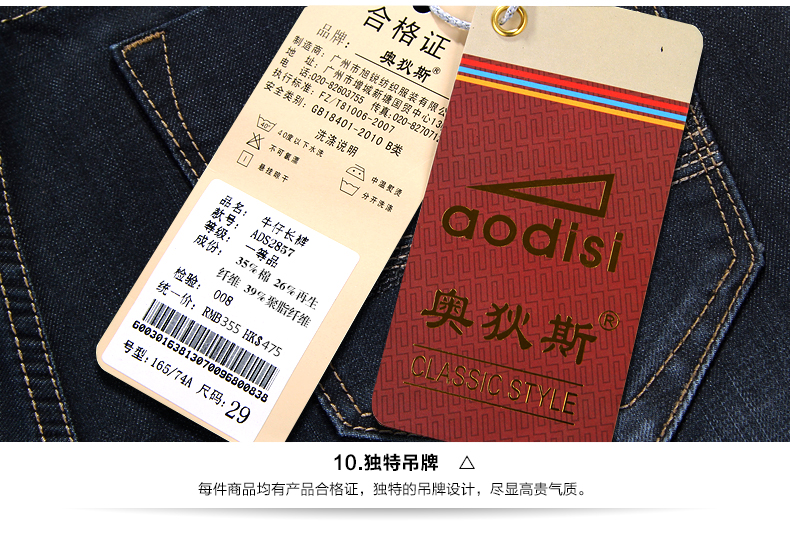 合格证
品牌：
奥狄斯®
制造商：广州市旭锐纺织服装有限公
地 址：广州市增城新塘国贸中心13
电 话：020-82603755 传真：020-827071
执行标准：FZ/T81006-2007
安全类别：GB18401-2010 B类
洗涤说明
40度以下水洗
不可氯漂
悬挂晾干
中温熨烫
分开洗涤
品名：牛仔长裤
款号：ADS2857
等级：一等品
成份：35%棉 26%再生
纤维 39%聚脂纤维
检验：008
统一价：RMB355 HK$475
60030163813070096800838
号型：165/74A 尺码：29
aodisi
奥狄斯®
CLASSIC STYLE
10.独特吊牌 △
每件商品均有产品合格证，独特的吊牌设计，尽显高贵气质。